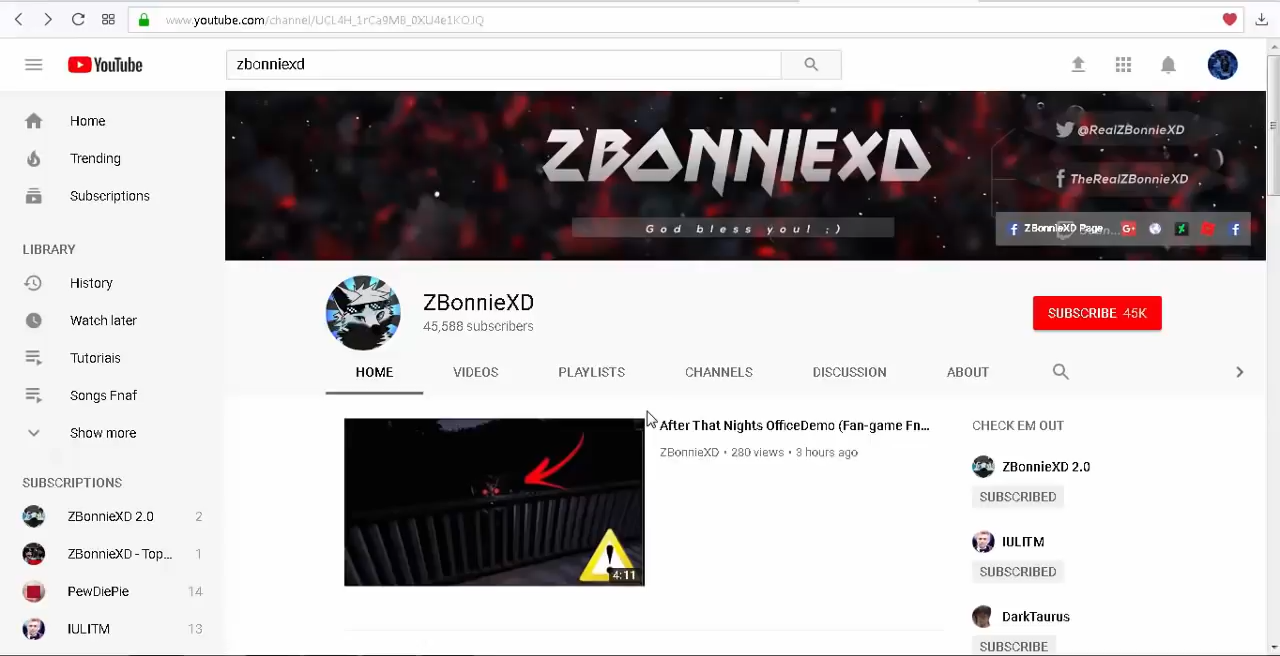 www.youtube.com/channel/UCL4H_1rCa9MB_0XU4e1KOJQ
YouTube
zbonniexd
Home
Trending
Subscriptions
LIBRARY
History
Watch later
Tutoriais
Songs Fnaf
Show more
SUBSCRIPTIONS
ZBonnieXD 2.0 2
ZBonnieXD - Top... 1
PewDiePie 14
IULITM 13
ZBONNIEXD
God bless you! :)
@RealZBonnieXD
TheRealZBonnieXD
ZBonnieXD Page
ZBonnieXD
45,588 subscribers
SUBSCRIBE 45K
HOME VIDEOS PLAYLISTS CHANNELS DISCUSSION ABOUT
4:11
After That Nights OfficeDemo (Fan-game Fn...
ZBonnieXD • 280 views • 3 hours ago
CHECK EM OUT
ZBonnieXD 2.0
SUBSCRIBED
IULITM
SUBSCRIBED
DarkTaurus
SUBSCRIBE